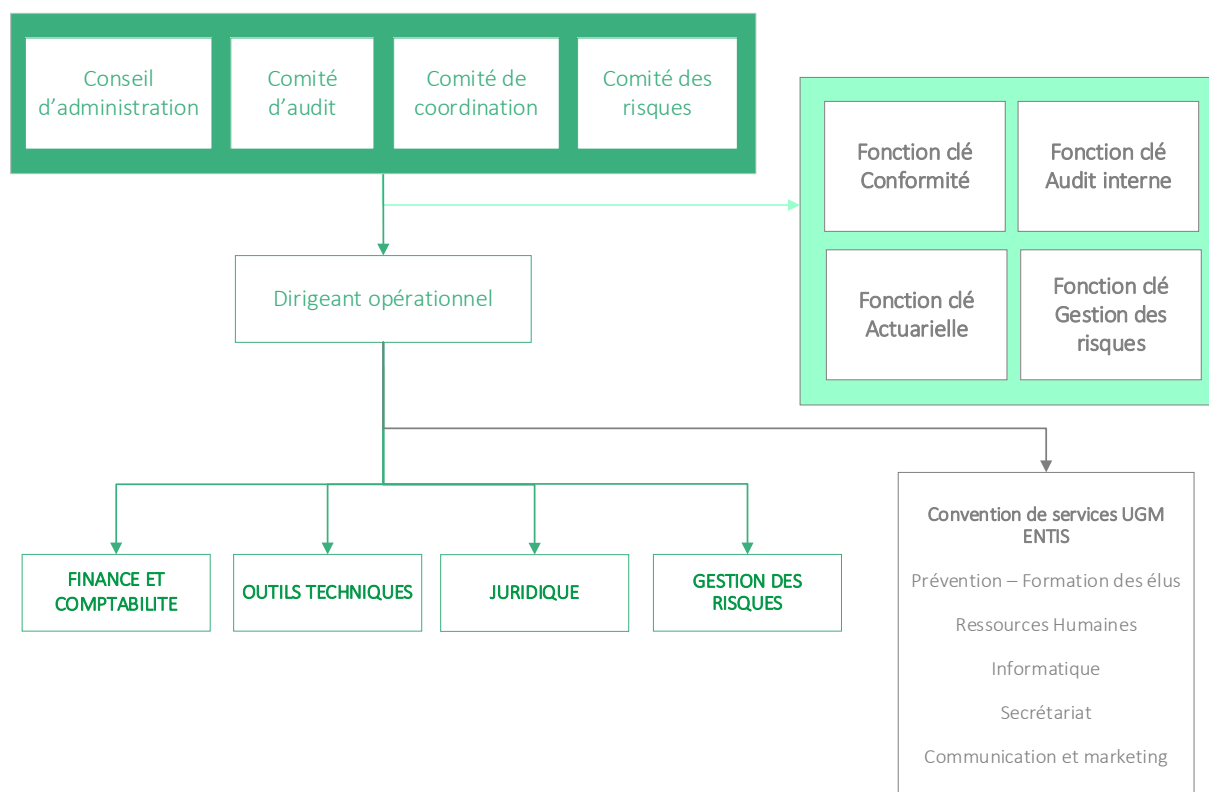 Conseil
d'administration
Comité
d'audit
Comité de
coordination
Comité des
risques
Fonction clé
Conformité
Fonction clé
Audit interne
Fonction clé
Actuarielle
Fonction clé
Gestion des
risques
Dirigeant opérationnel
FINANCE ET
COMPTABILITE
OUTILS TECHNIQUES
JURIDIQUE
GESTION DES
RISQUES
Convention de services UGM
ENTIS
Prévention – Formation des élus
Ressources Humaines
Informatique
Secrétariat
Communication et marketing